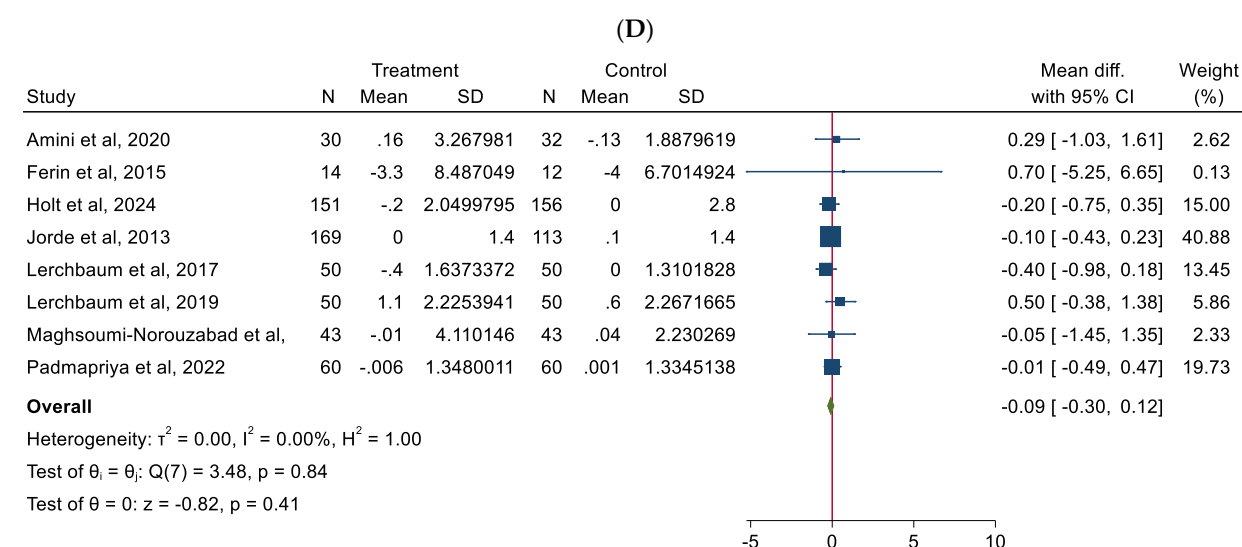 (D)
Treatment Control Mean diff. Weight
Study N Mean SD N Mean SD with 95% CI (%)
Amini et al, 2020 30 .16 3.267981 32 -.13 1.8879619 0.29 [ -1.03, 1.61] 2.62
Ferin et al, 2015 14 -3.3 8.487049 12 -4 6.7014924 0.70 [ -5.25, 6.65] 0.13
Holt et al, 2024 151 -.2 2.0499795 156 0 2.8 -0.20 [ -0.75, 0.35] 15.00
Jorde et al, 2013 169 0 1.4 113 .1 1.4 -0.10 [ -0.43, 0.23] 40.88
Lerchbaum et al, 2017 50 -.4 1.6373372 50 0 1.3101828 -0.40 [ -0.98, 0.18] 13.45
Lerchbaum et al, 2019 50 1.1 2.2253941 50 .6 2.2671665 0.50 [ -0.38, 1.38] 5.86
Maghsoumi-Norouzabad et al, 43 -.01 4.110146 43 .04 2.230269 -0.05 [ -1.45, 1.35] 2.33
Padmapriya et al, 2022 60 -.006 1.3480011 60 .001 1.3345138 -0.01 [ -0.49, 0.47] 19.73
Overall -0.09 [ -0.30, 0.12]
Heterogeneity: τ² = 0.00, I² = 0.00%, H² = 1.00
Test of θᵢ = θⱼ: Q(7) = 3.48, p = 0.84
Test of θ = 0: z = -0.82, p = 0.41
-5 0 5 10